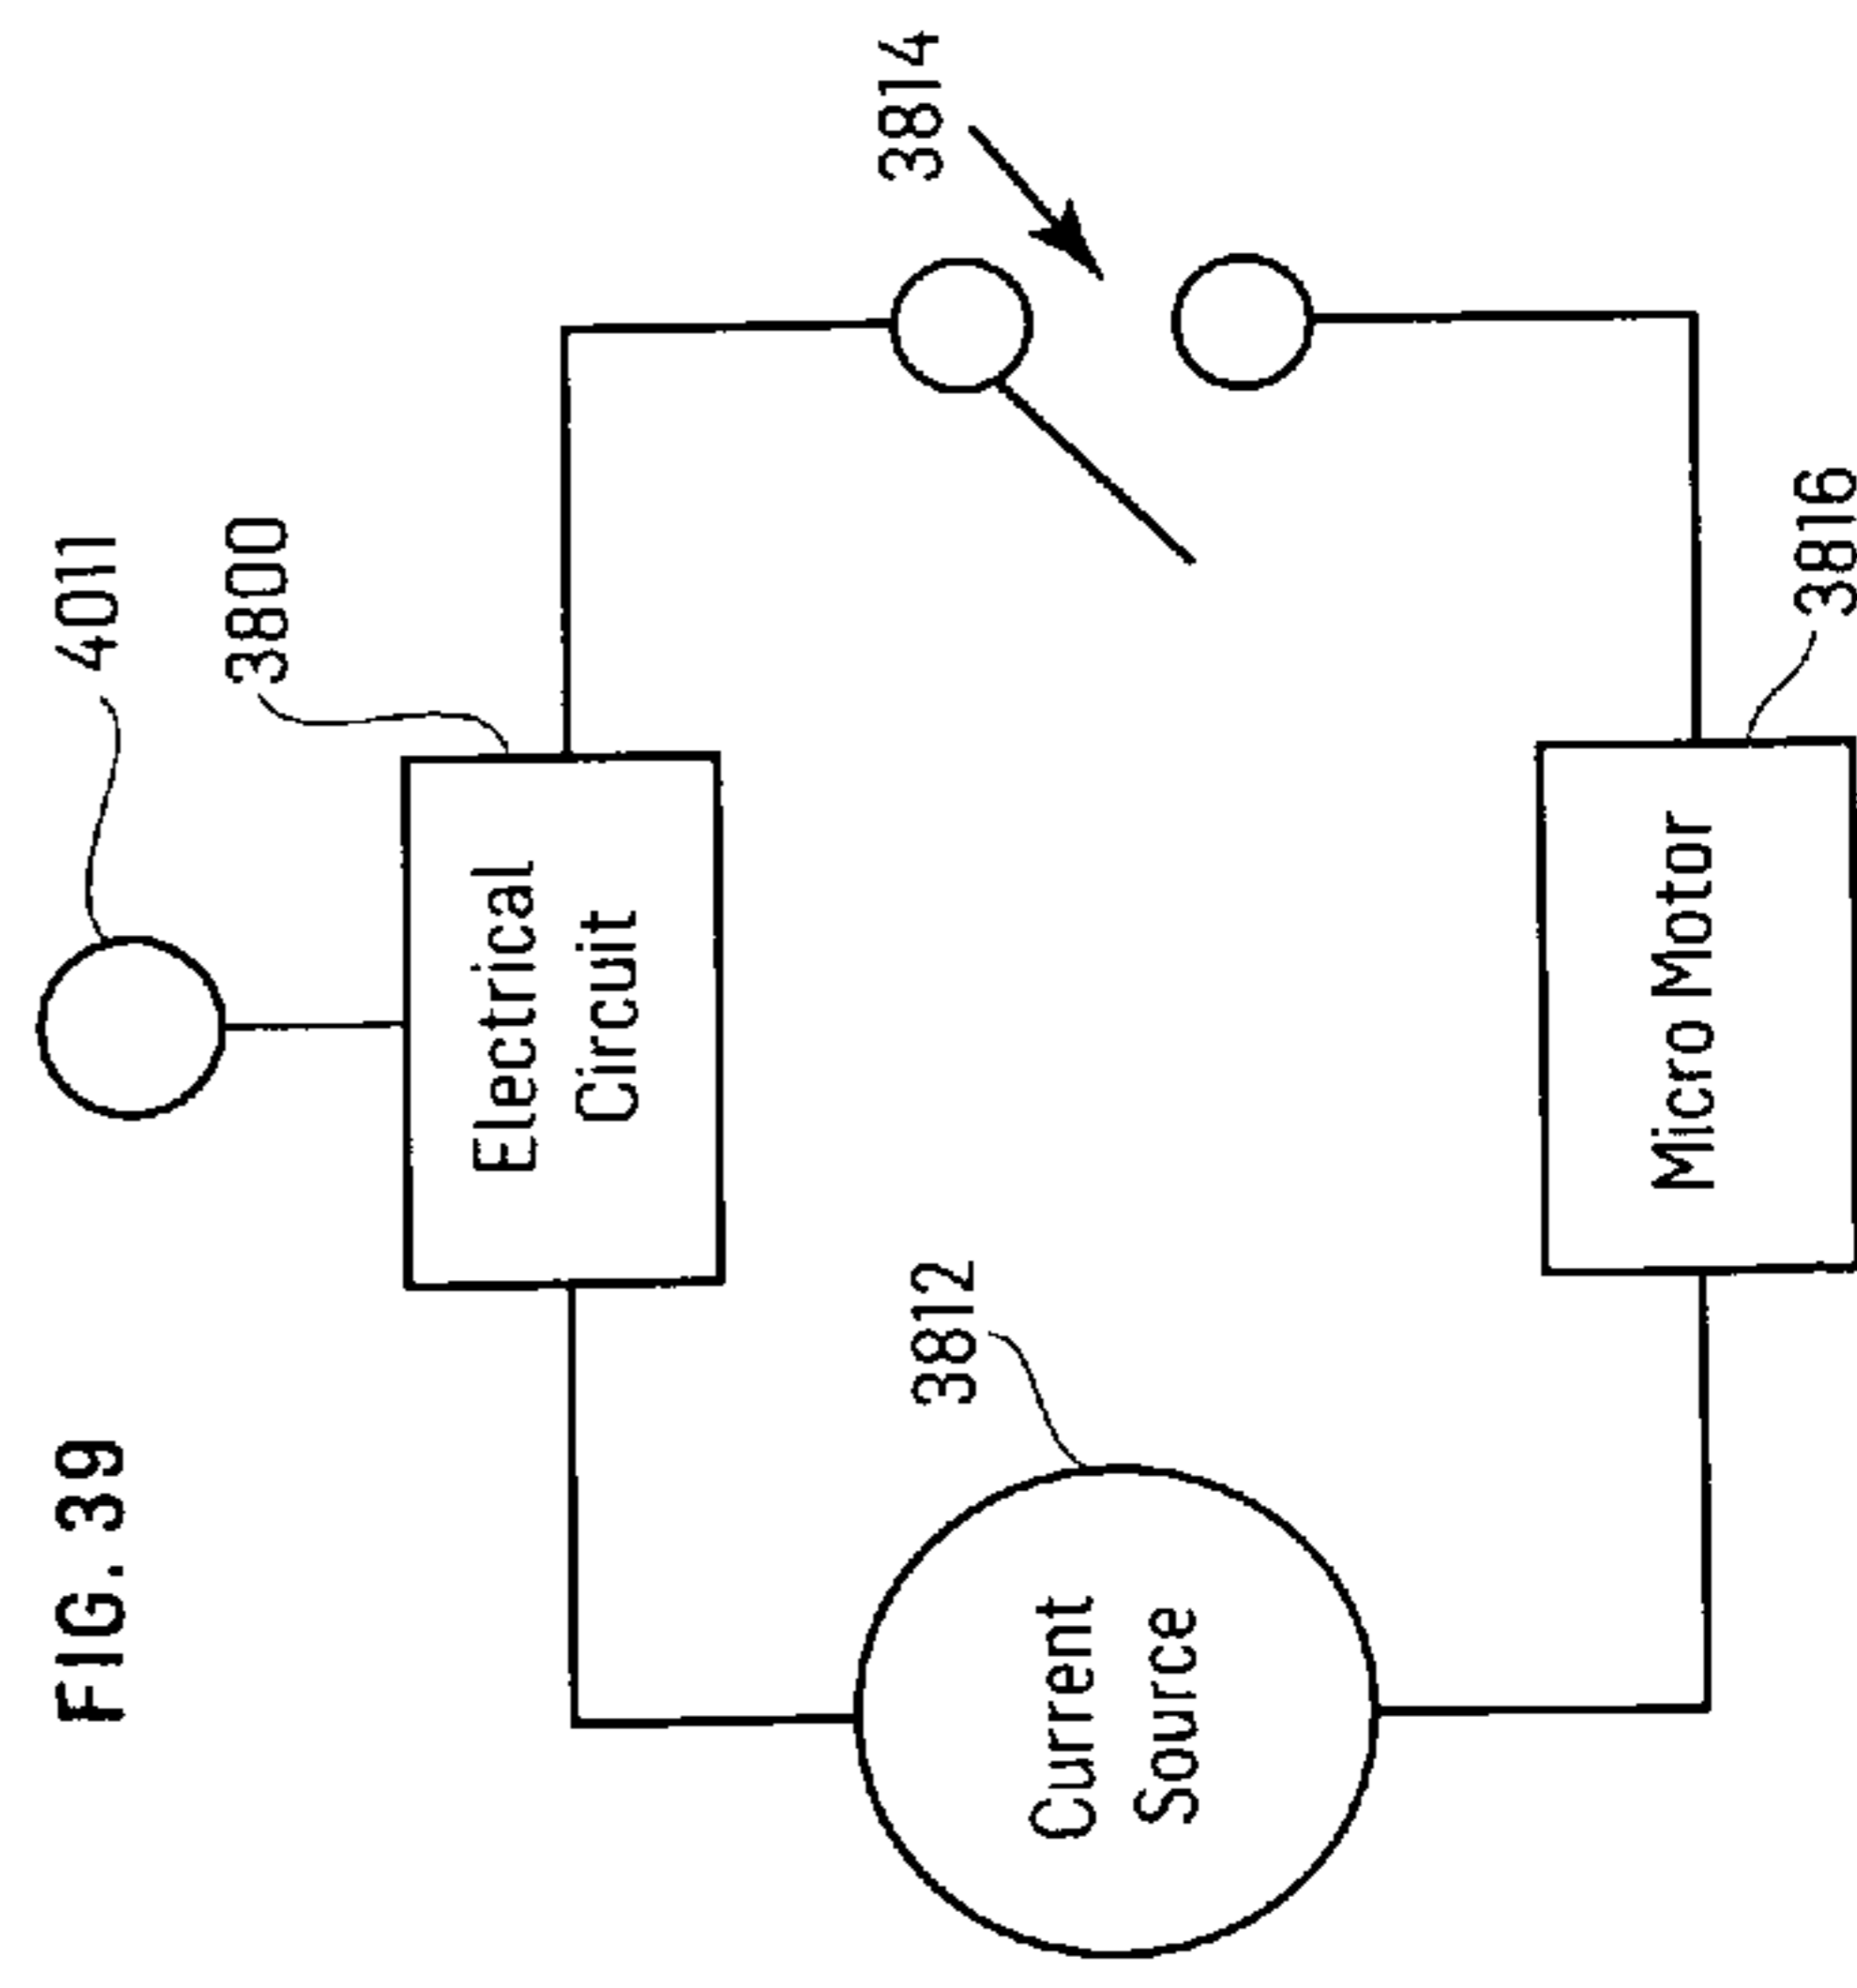 FIG. 39
4011
3800
Electrical
Circuit
3814
3812
Current
Source
Micro Motor
3816